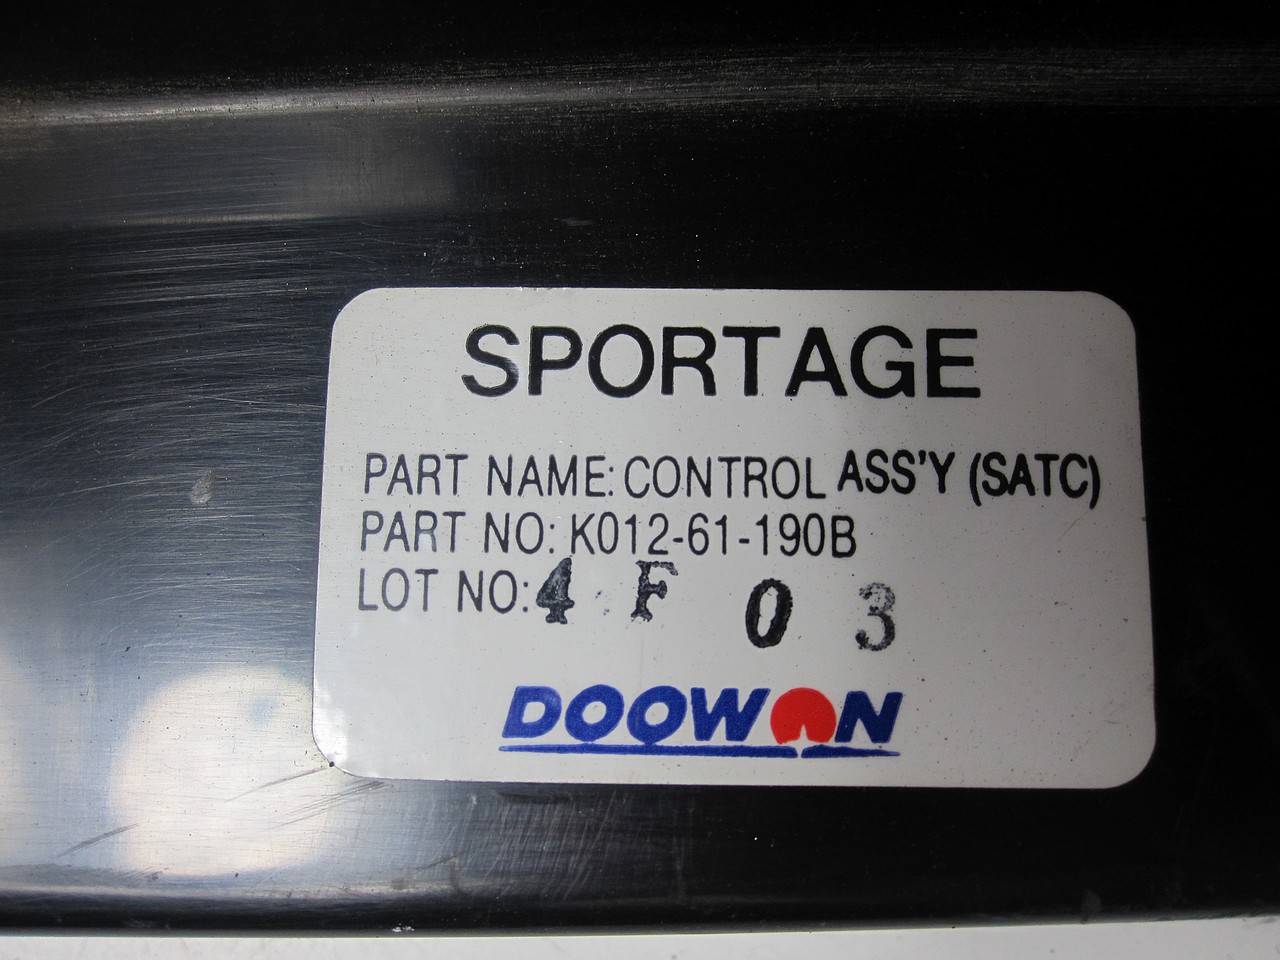 SPORTAGE
PART NAME: CONTROL ASS'Y (SATC)
PART NO: K012-61-190B
LOT NO: 4 F 0 3
DOOWON